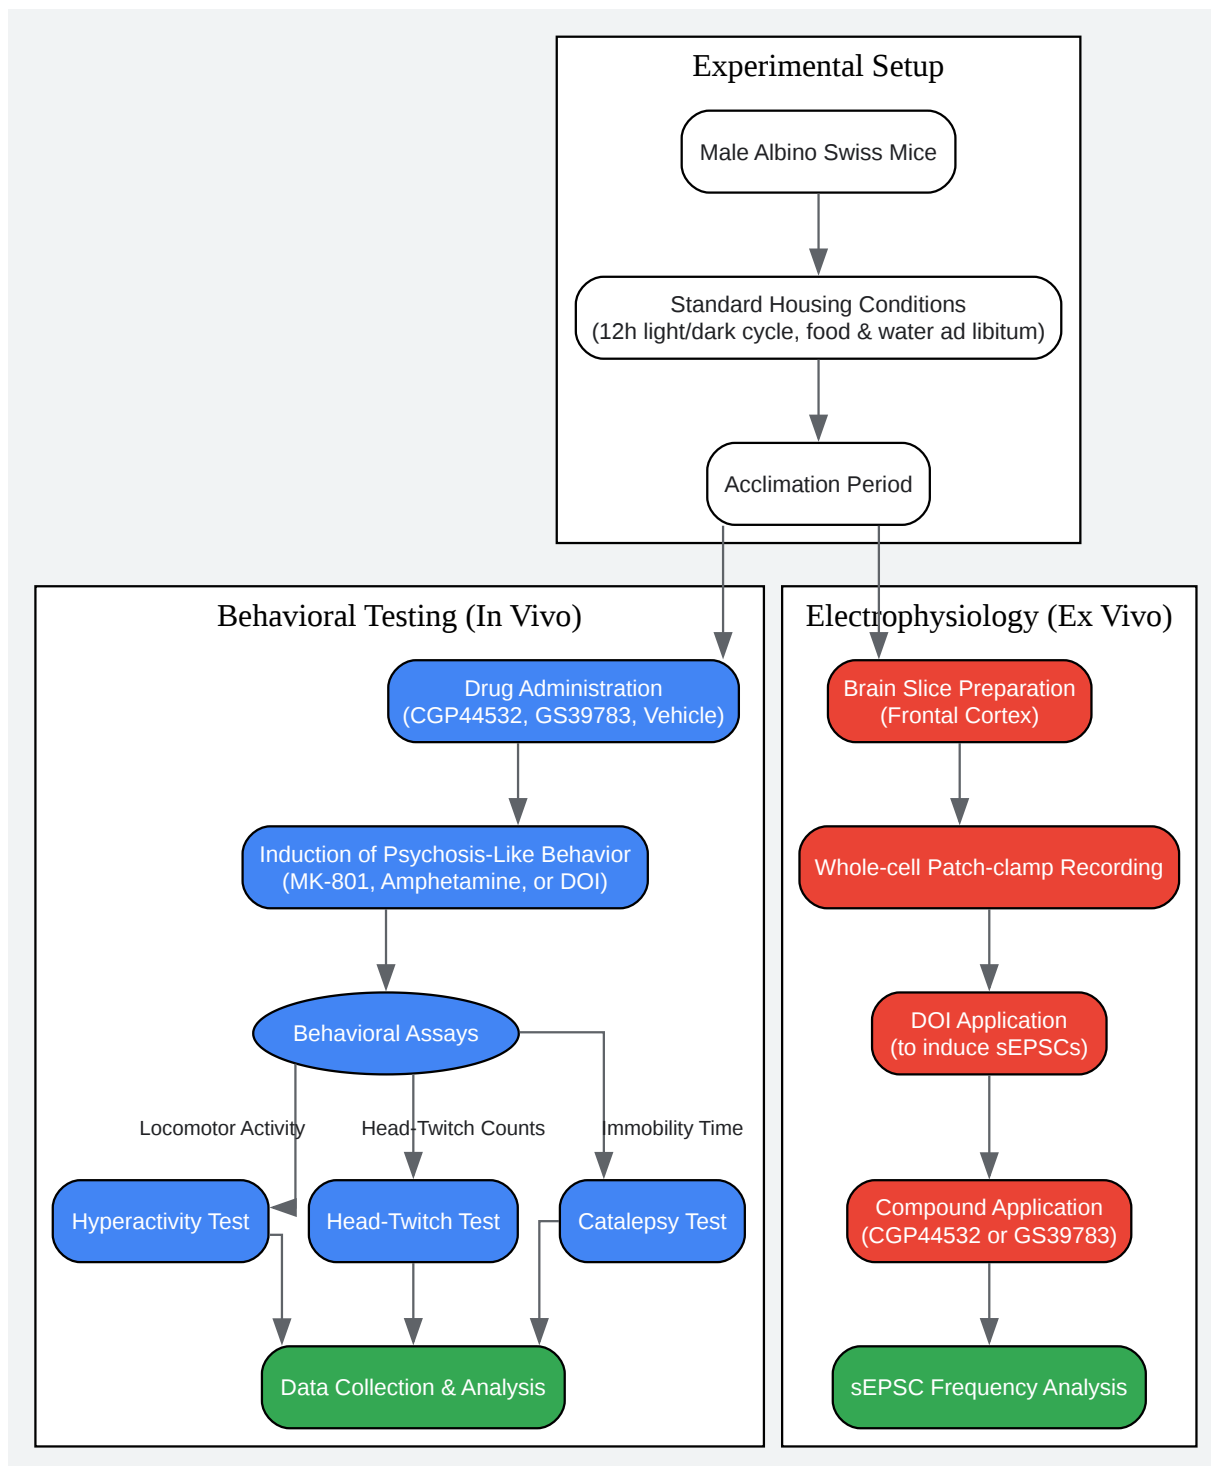 Experimental Setup
Male Albino Swiss Mice
Standard Housing Conditions
(12h light/dark cycle, food & water ad libitum)
Acclimation Period
Behavioral Testing (In Vivo)
Drug Administration
(CGP44532, GS39783, Vehicle)
Induction of Psychosis-Like Behavior
(MK-801, Amphetamine, or DOI)
Behavioral Assays
Locomotor Activity
Head-Twitch Counts
Immobility Time
Hyperactivity Test
Head-Twitch Test
Catalepsy Test
Data Collection & Analysis
Electrophysiology (Ex Vivo)
Brain Slice Preparation
(Frontal Cortex)
Whole-cell Patch-clamp Recording
DOI Application
(to induce sEPSCs)
Compound Application
(CGP44532 or GS39783)
sEPSC Frequency Analysis